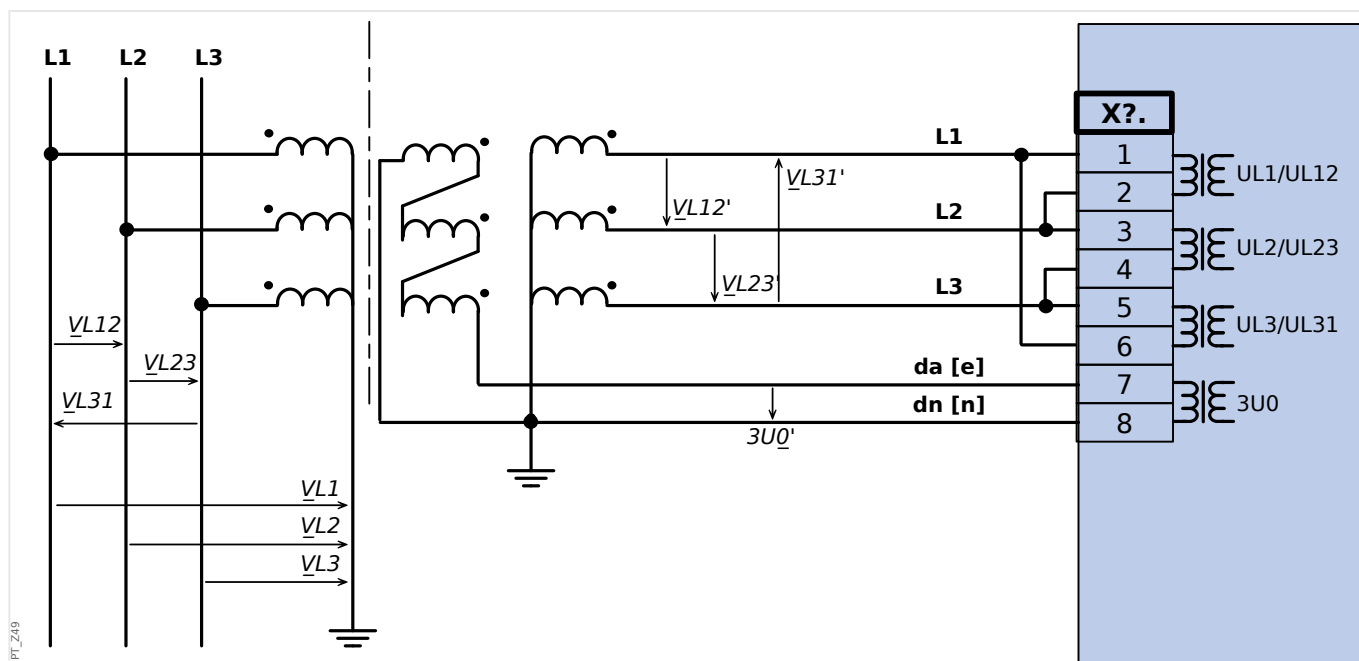 L1 L2 L3
X?.
L1
1
UL1/UL12
VL31'
2
VL12'
L2
3
UL2/UL23
4
VL23'
L3
5
VL12
UL3/UL31
6
VL23
da [e]
7
VL31
dn [n]
3U0
8
3U0'
VL1
VL2
VL3
PT_Z49